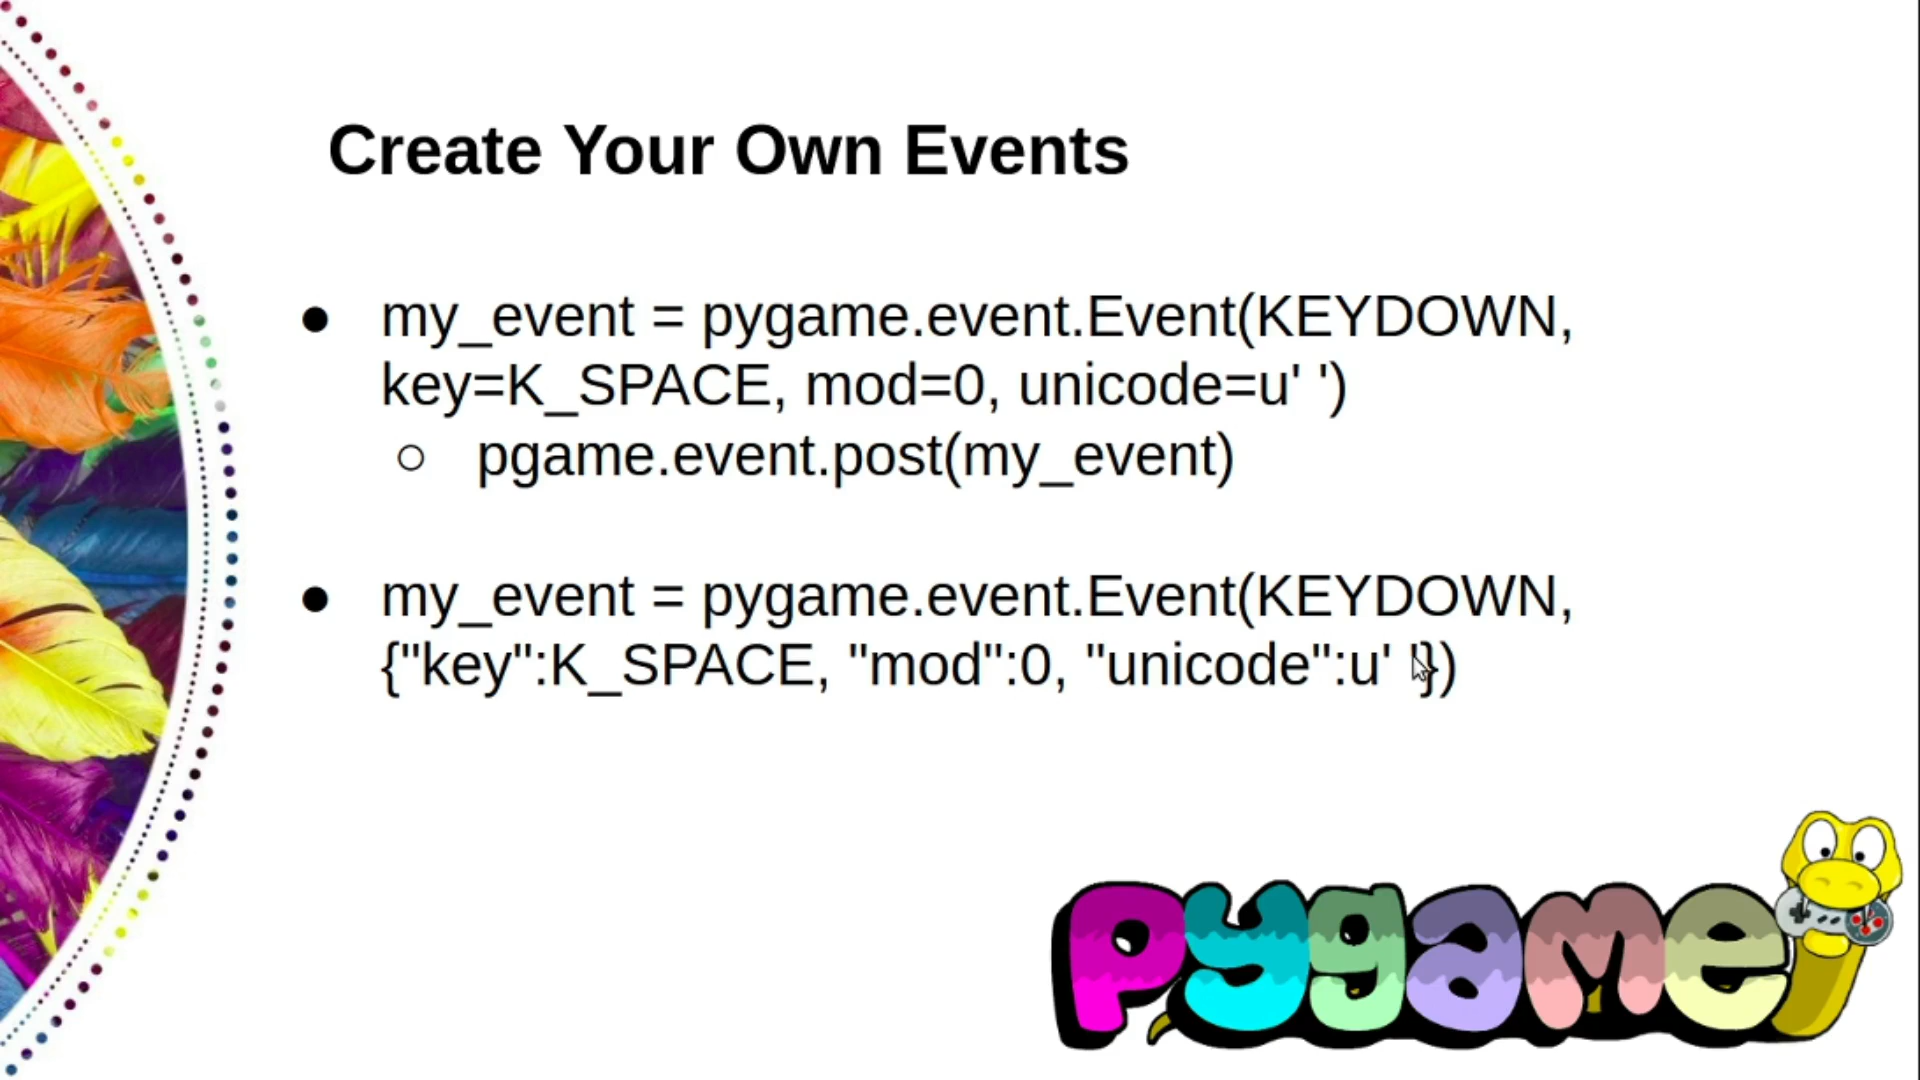 Create Your Own Events
● my_event = pygame.event.Event(KEYDOWN,
key=K_SPACE, mod=0, unicode=u' ')
○ pgame.event.post(my_event)
● my_event = pygame.event.Event(KEYDOWN,
{"key":K_SPACE, "mod":0, "unicode":u' '})
pygame